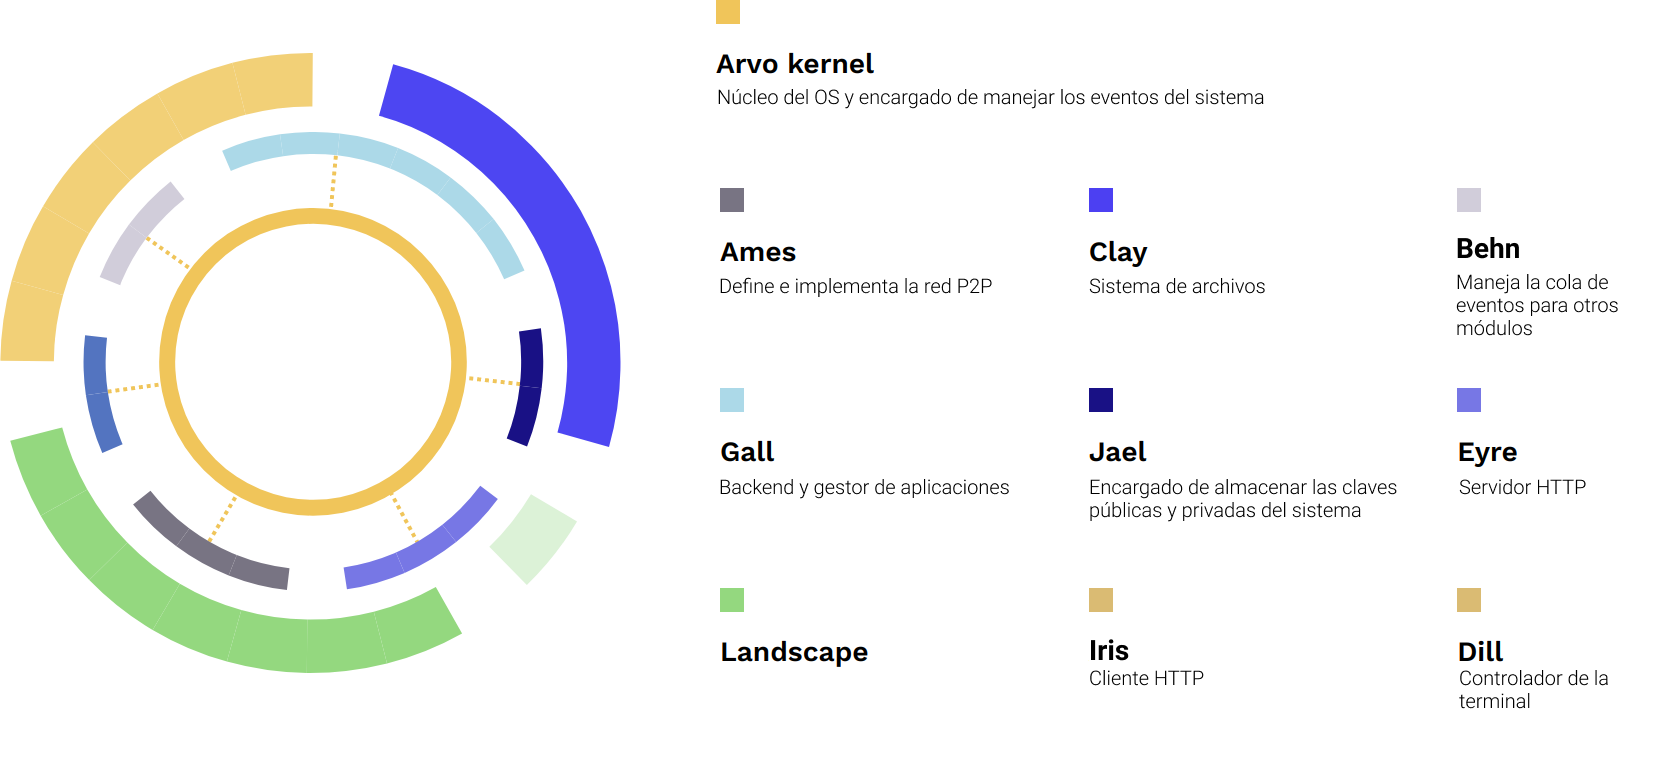 Arvo kernel
Núcleo del OS y encargado de manejar los eventos del sistema
Ames
Define e implementa la red P2P
Clay
Sistema de archivos
Behn
Maneja la cola de
eventos para otros
módulos
Gall
Backend y gestor de aplicaciones
Jael
Encargado de almacenar las claves
públicas y privadas del sistema
Eyre
Servidor HTTP
Landscape
Iris
Cliente HTTP
Dill
Controlador de la
terminal